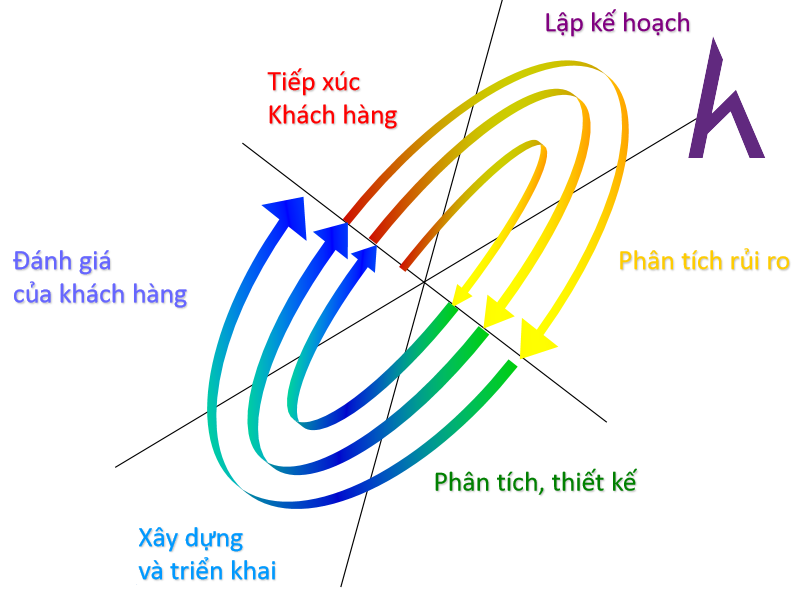 Lập kế hoạch
Tiếp xúc
Khách hàng
Phân tích rủi ro
Đánh giá
của khách hàng
Phân tích, thiết kế
Xây dựng
và triển khai